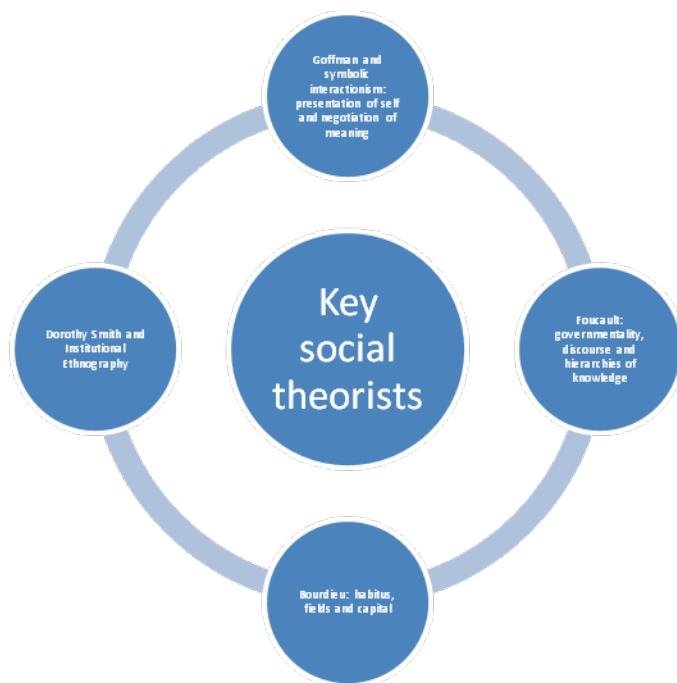 Goffman and
symbolic
interactionism:
presentation of self
and negotiation of
meaning
Key
social
theorists
Dorothy Smith and
Institutional
Ethnography
Foucault:
governmentality,
discourse and
hierarchies of
knowledge
Bourdieu: habitus,
fields and capital